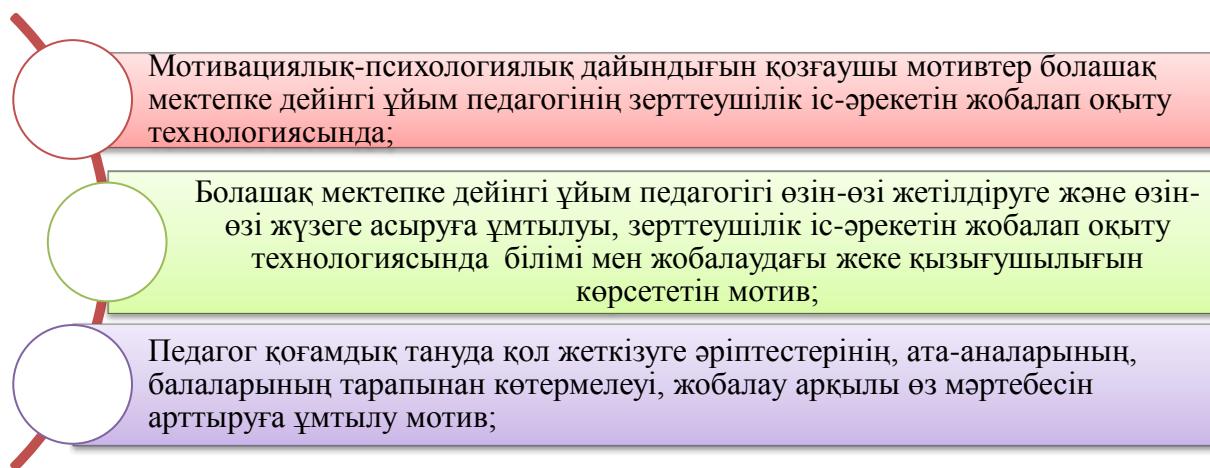 Мотивациялық-психологиялық дайындығын қозғаушы мотивтер болашақ
мектепке дейінгі ұйым педагогінің зерттеушілік іс-әрекетін жобалап оқыту
технологиясында;
Болашақ мектепке дейінгі ұйым педагогігі өзін-өзі жетілдіруге және өзін-
өзі жүзеге асыруға ұмтылуы, зерттеушілік іс-әрекетін жобалап оқыту
технологиясында білімі мен жобалаудағы жеке қызығушылығын
көрсететін мотив;
Педагог қоғамдық тануда қол жеткізуге әріптестерінің, ата-аналарының,
балаларының тарапынан көтермелеуі, жобалау арқылы өз мәртебесін
арттыруға ұмтылу мотив;